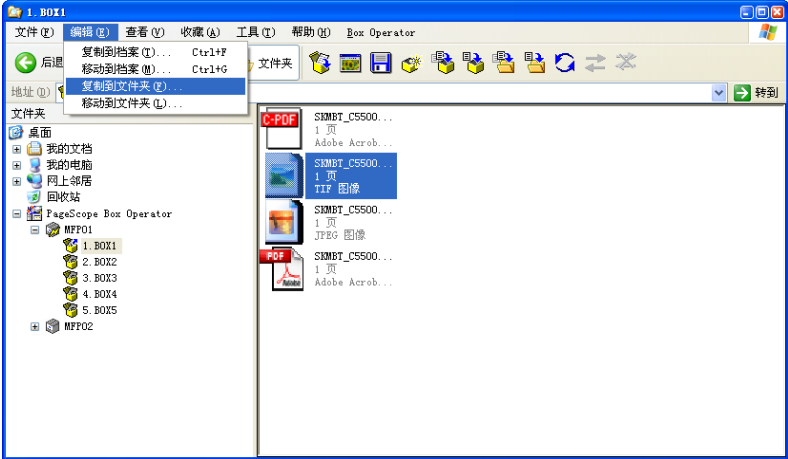 1. BOX1
文件(F) 编辑(E) 查看(V) 收藏(A) 工具(T) 帮助(H) Box Operator
后退 文件夹
复制到档案(T)... Ctrl+F
移动到档案(M)... Ctrl+G
复制到文件夹(F)...
移动到文件夹(L)...
地址(D) 转到
文件夹
桌面
我的文档
我的电脑
网上邻居
回收站
PageScope Box Operator
MFP01
1. BOX1
2. BOX2
3. BOX3
4. BOX4
5. BOX5
MFP02
C-PDF
SKMBT_C5500...
1 页
Adobe Acrob...
SKMBT_C5500...
1 页
TIF 图像
SKMBT_C5500...
1 页
JPEG 图像
PDF
Adobe
SKMBT_C5500...
1 页
Adobe Acrob...